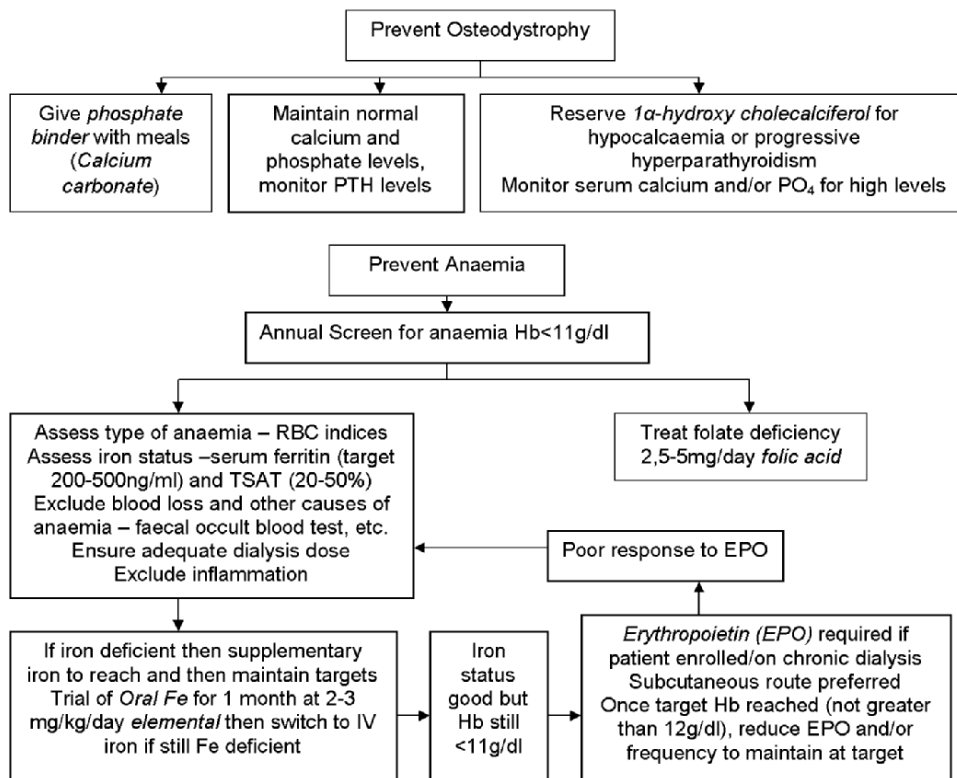 Prevent Osteodystrophy
Give phosphate
binder with meals
(Calcium
carbonate)
Maintain normal
calcium and
phosphate levels,
monitor PTH levels
Reserve 1α-hydroxy cholecalciferol for
hypocalcaemia or progressive
hyperparathyroidism
Monitor serum calcium and/or PO₄ for high levels
Prevent Anaemia
Annual Screen for anaemia Hb<11g/dl
Assess type of anaemia – RBC indices
Assess iron status –serum ferritin (target
200-500ng/ml) and TSAT (20-50%)
Exclude blood loss and other causes of
anaemia – faecal occult blood test, etc.
Ensure adequate dialysis dose
Exclude inflammation
Treat folate deficiency
2,5-5mg/day folic acid
Poor response to EPO
If iron deficient then supplementary
iron to reach and then maintain targets
Trial of Oral Fe for 1 month at 2-3
mg/kg/day elemental then switch to IV
iron if still Fe deficient
Iron
status
good but
Hb still
<11g/dl
Erythropoietin (EPO) required if
patient enrolled/on chronic dialysis
Subcutaneous route preferred
Once target Hb reached (not greater
than 12g/dl), reduce EPO and/or
frequency to maintain at target